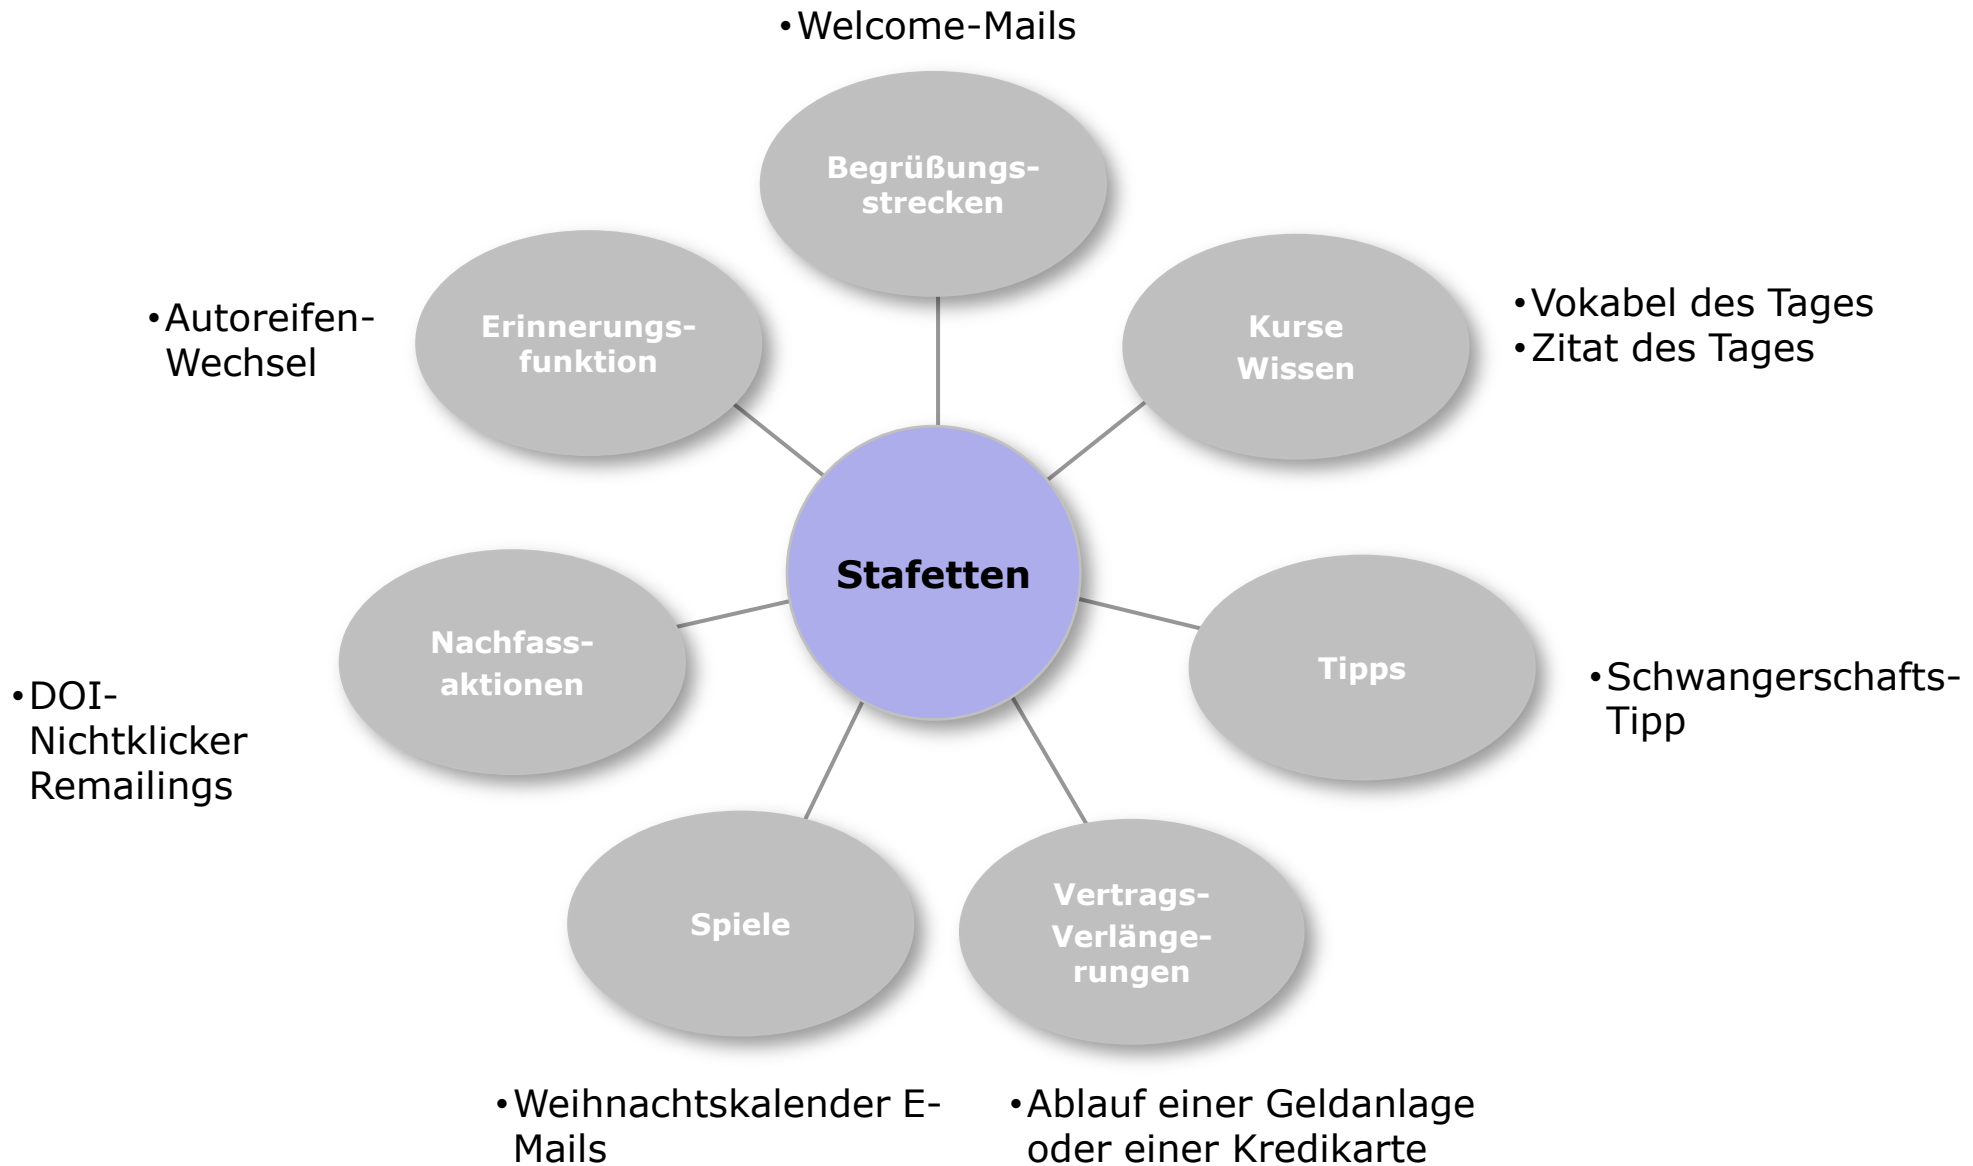 •Welcome-Mails
Begrüßungs-
strecken
Kurse
Wissen
•Vokabel des Tages
•Zitat des Tages
Tipps
•Schwangerschafts-
Tipp
Vertrags-
Verlänge-
rungen
•Ablauf einer Geldanlage
oder einer Kredikarte
Spiele
•Weihnachtskalender E-
Mails
Nachfass-
aktionen
•DOI-
Nichtklicker
Remailings
Erinnerungs-
funktion
•Autoreifen-
Wechsel
Stafetten